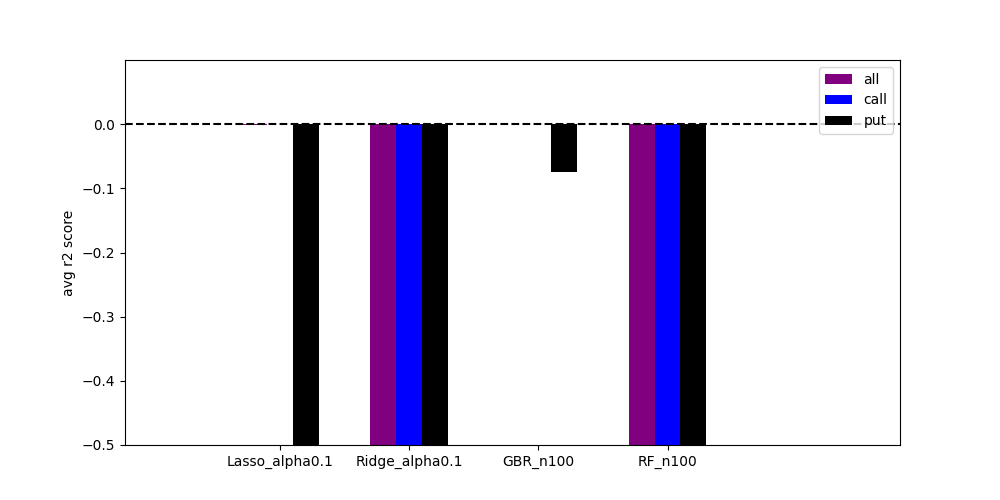 all
call
put
0.0
−0.1
−0.2
−0.3
−0.4
−0.5
avg r2 score
Lasso_alpha0.1 Ridge_alpha0.1 GBR_n100 RF_n100